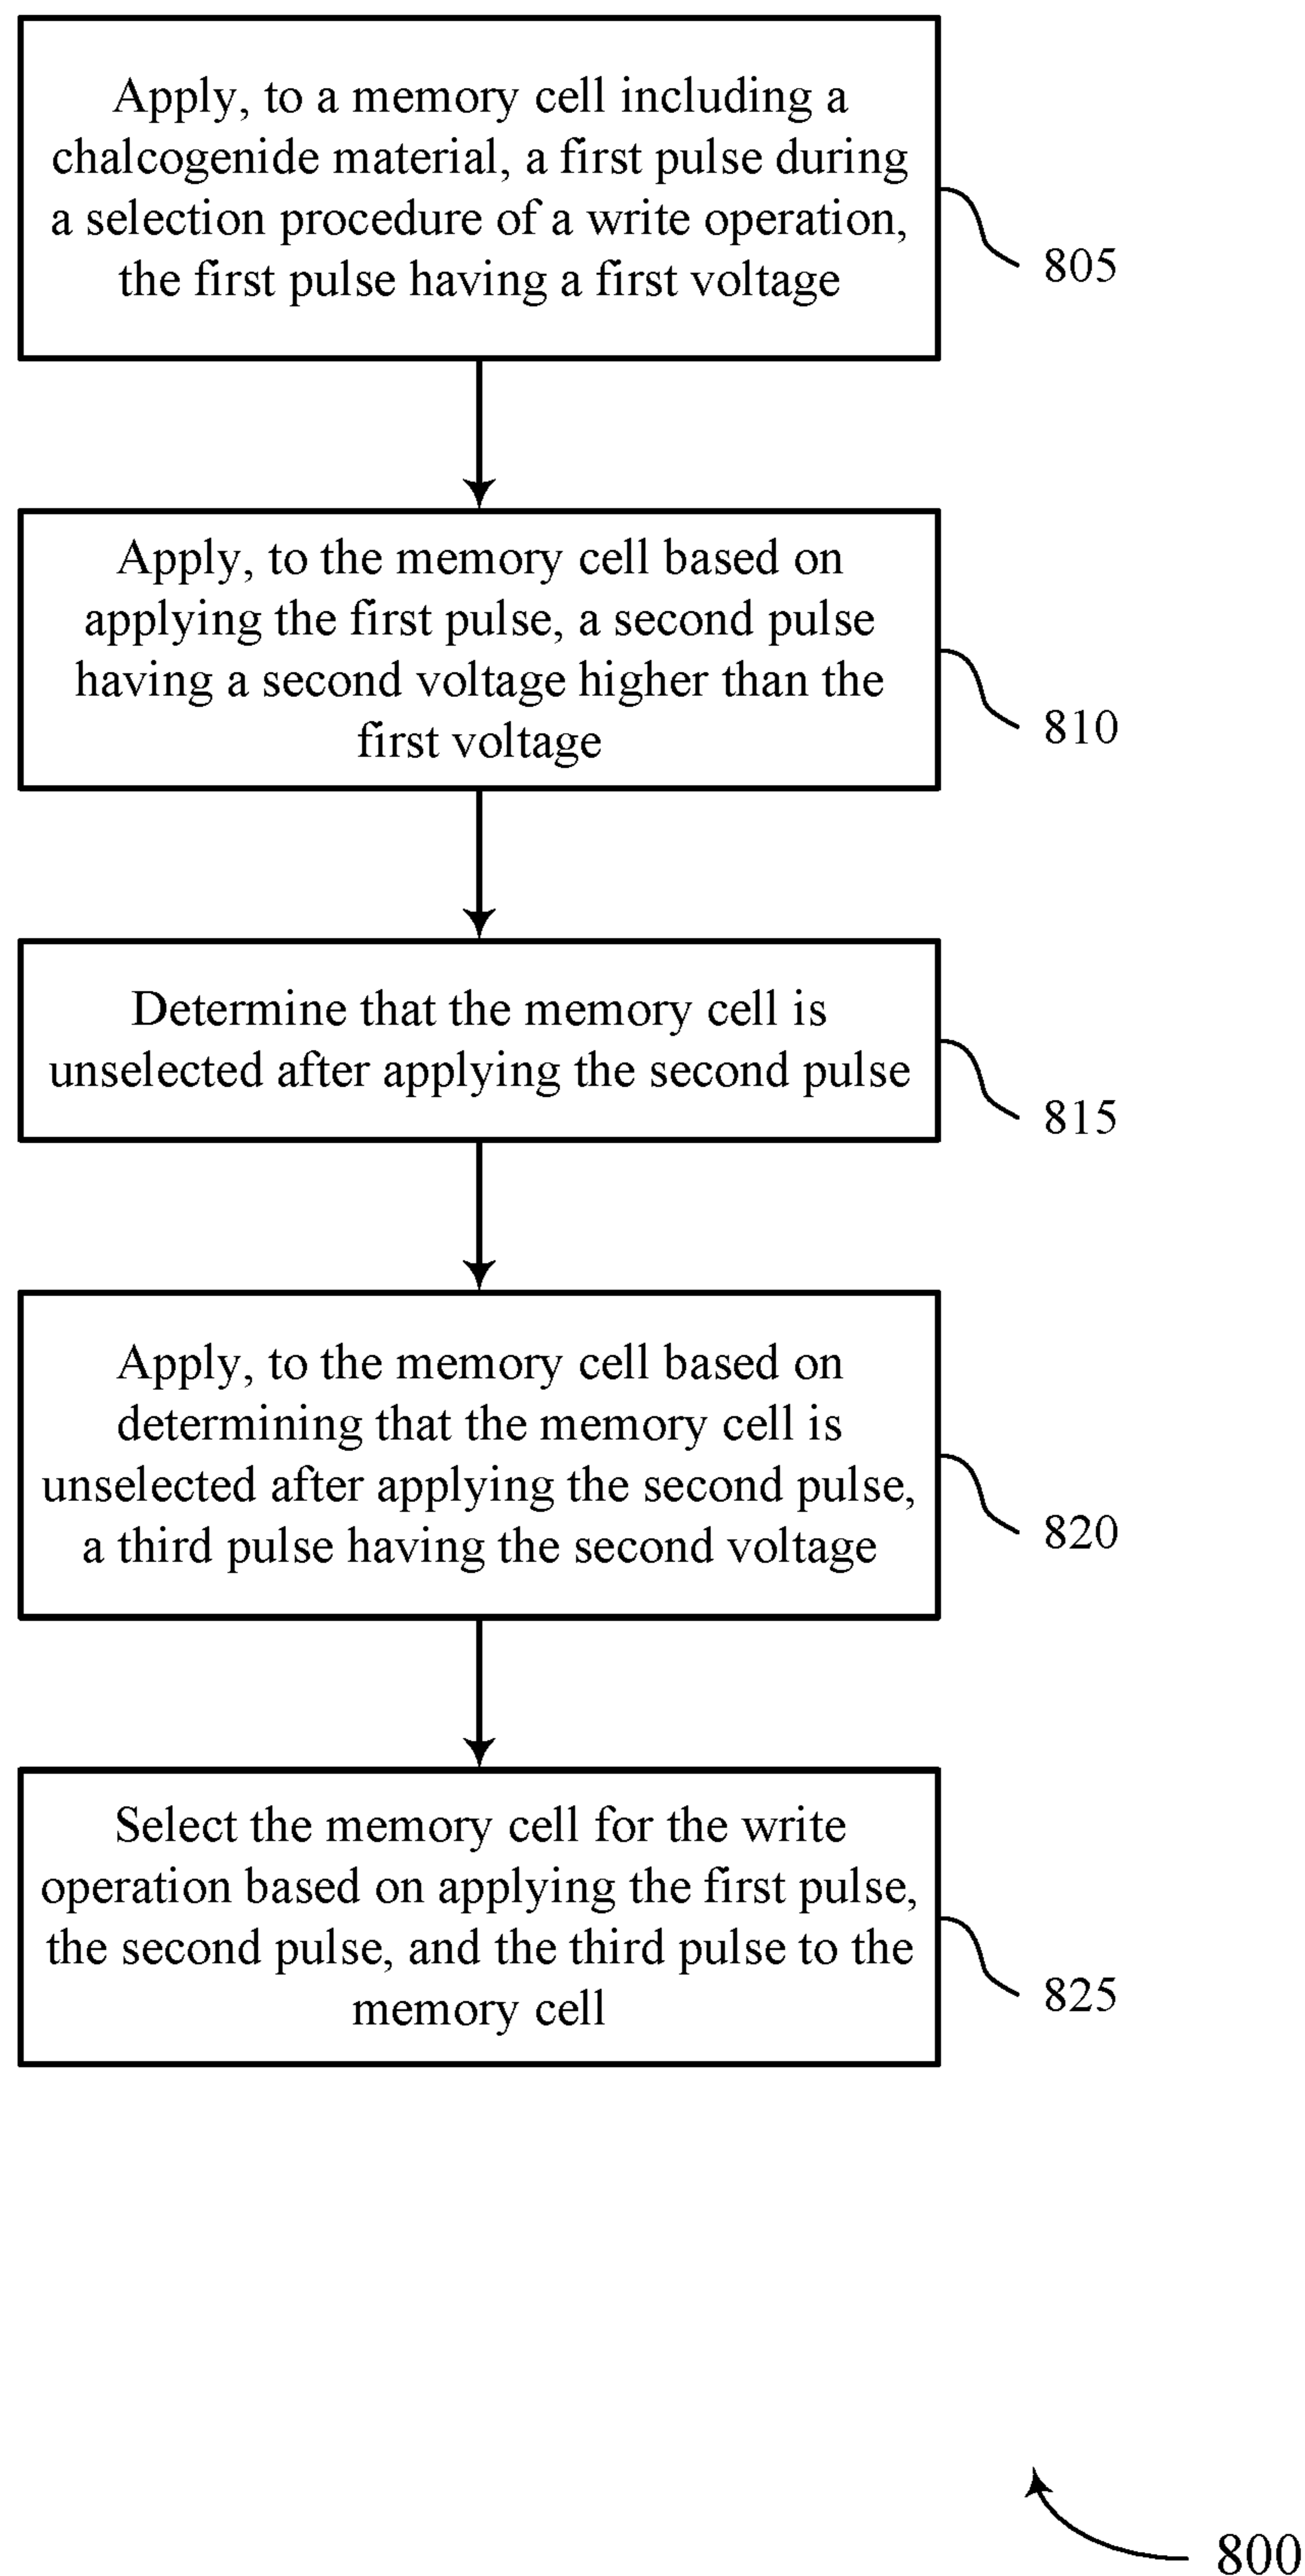 Apply, to a memory cell including a
chalcogenide material, a first pulse during
a selection procedure of a write operation,
the first pulse having a first voltage
805
Apply, to the memory cell based on
applying the first pulse, a second pulse
having a second voltage higher than the
first voltage
810
Determine that the memory cell is
unselected after applying the second pulse
815
Apply, to the memory cell based on
determining that the memory cell is
unselected after applying the second pulse,
a third pulse having the second voltage
820
Select the memory cell for the write
operation based on applying the first pulse,
the second pulse, and the third pulse to the
memory cell
825
800